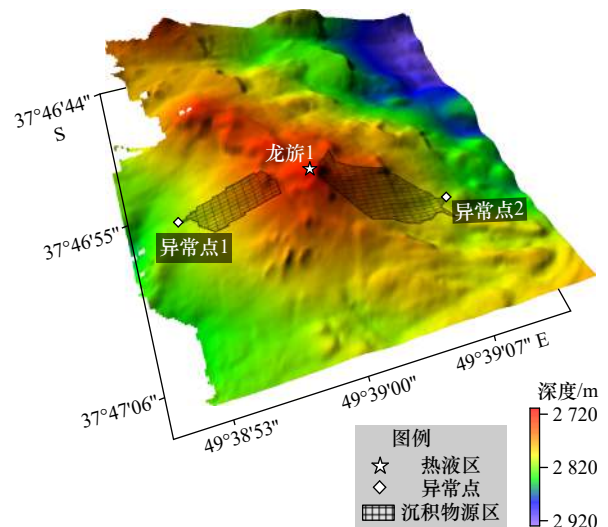 37°46'44"
S
龙旂1
异常点2
37°46'55"
异常点1
49°39'07" E
37°47'06"
49°39'00"
49°38'53"
深度/m
2 720
2 820
2 920
图例
热液区
异常点
沉积物源区